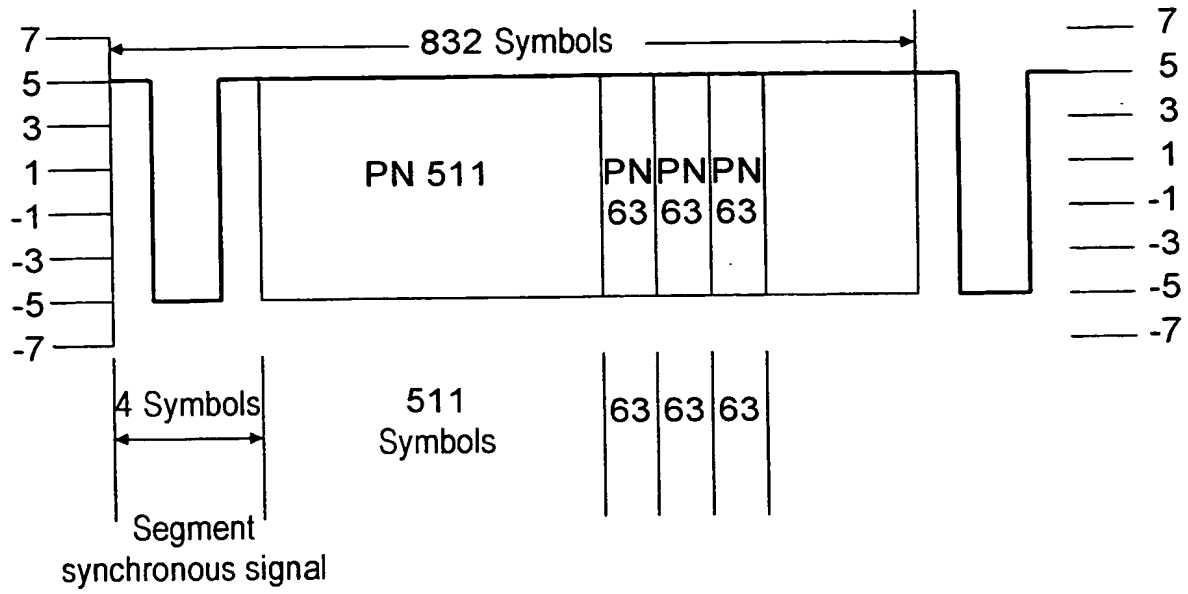 832 Symbols
7
5
3
1
-1
-3
-5
-7
PN 511
PN PN PN
63 63 63
7
5
3
1
-1
-3
-5
-7
4 Symbols
511
Symbols
63 63 63
Segment
synchronous signal